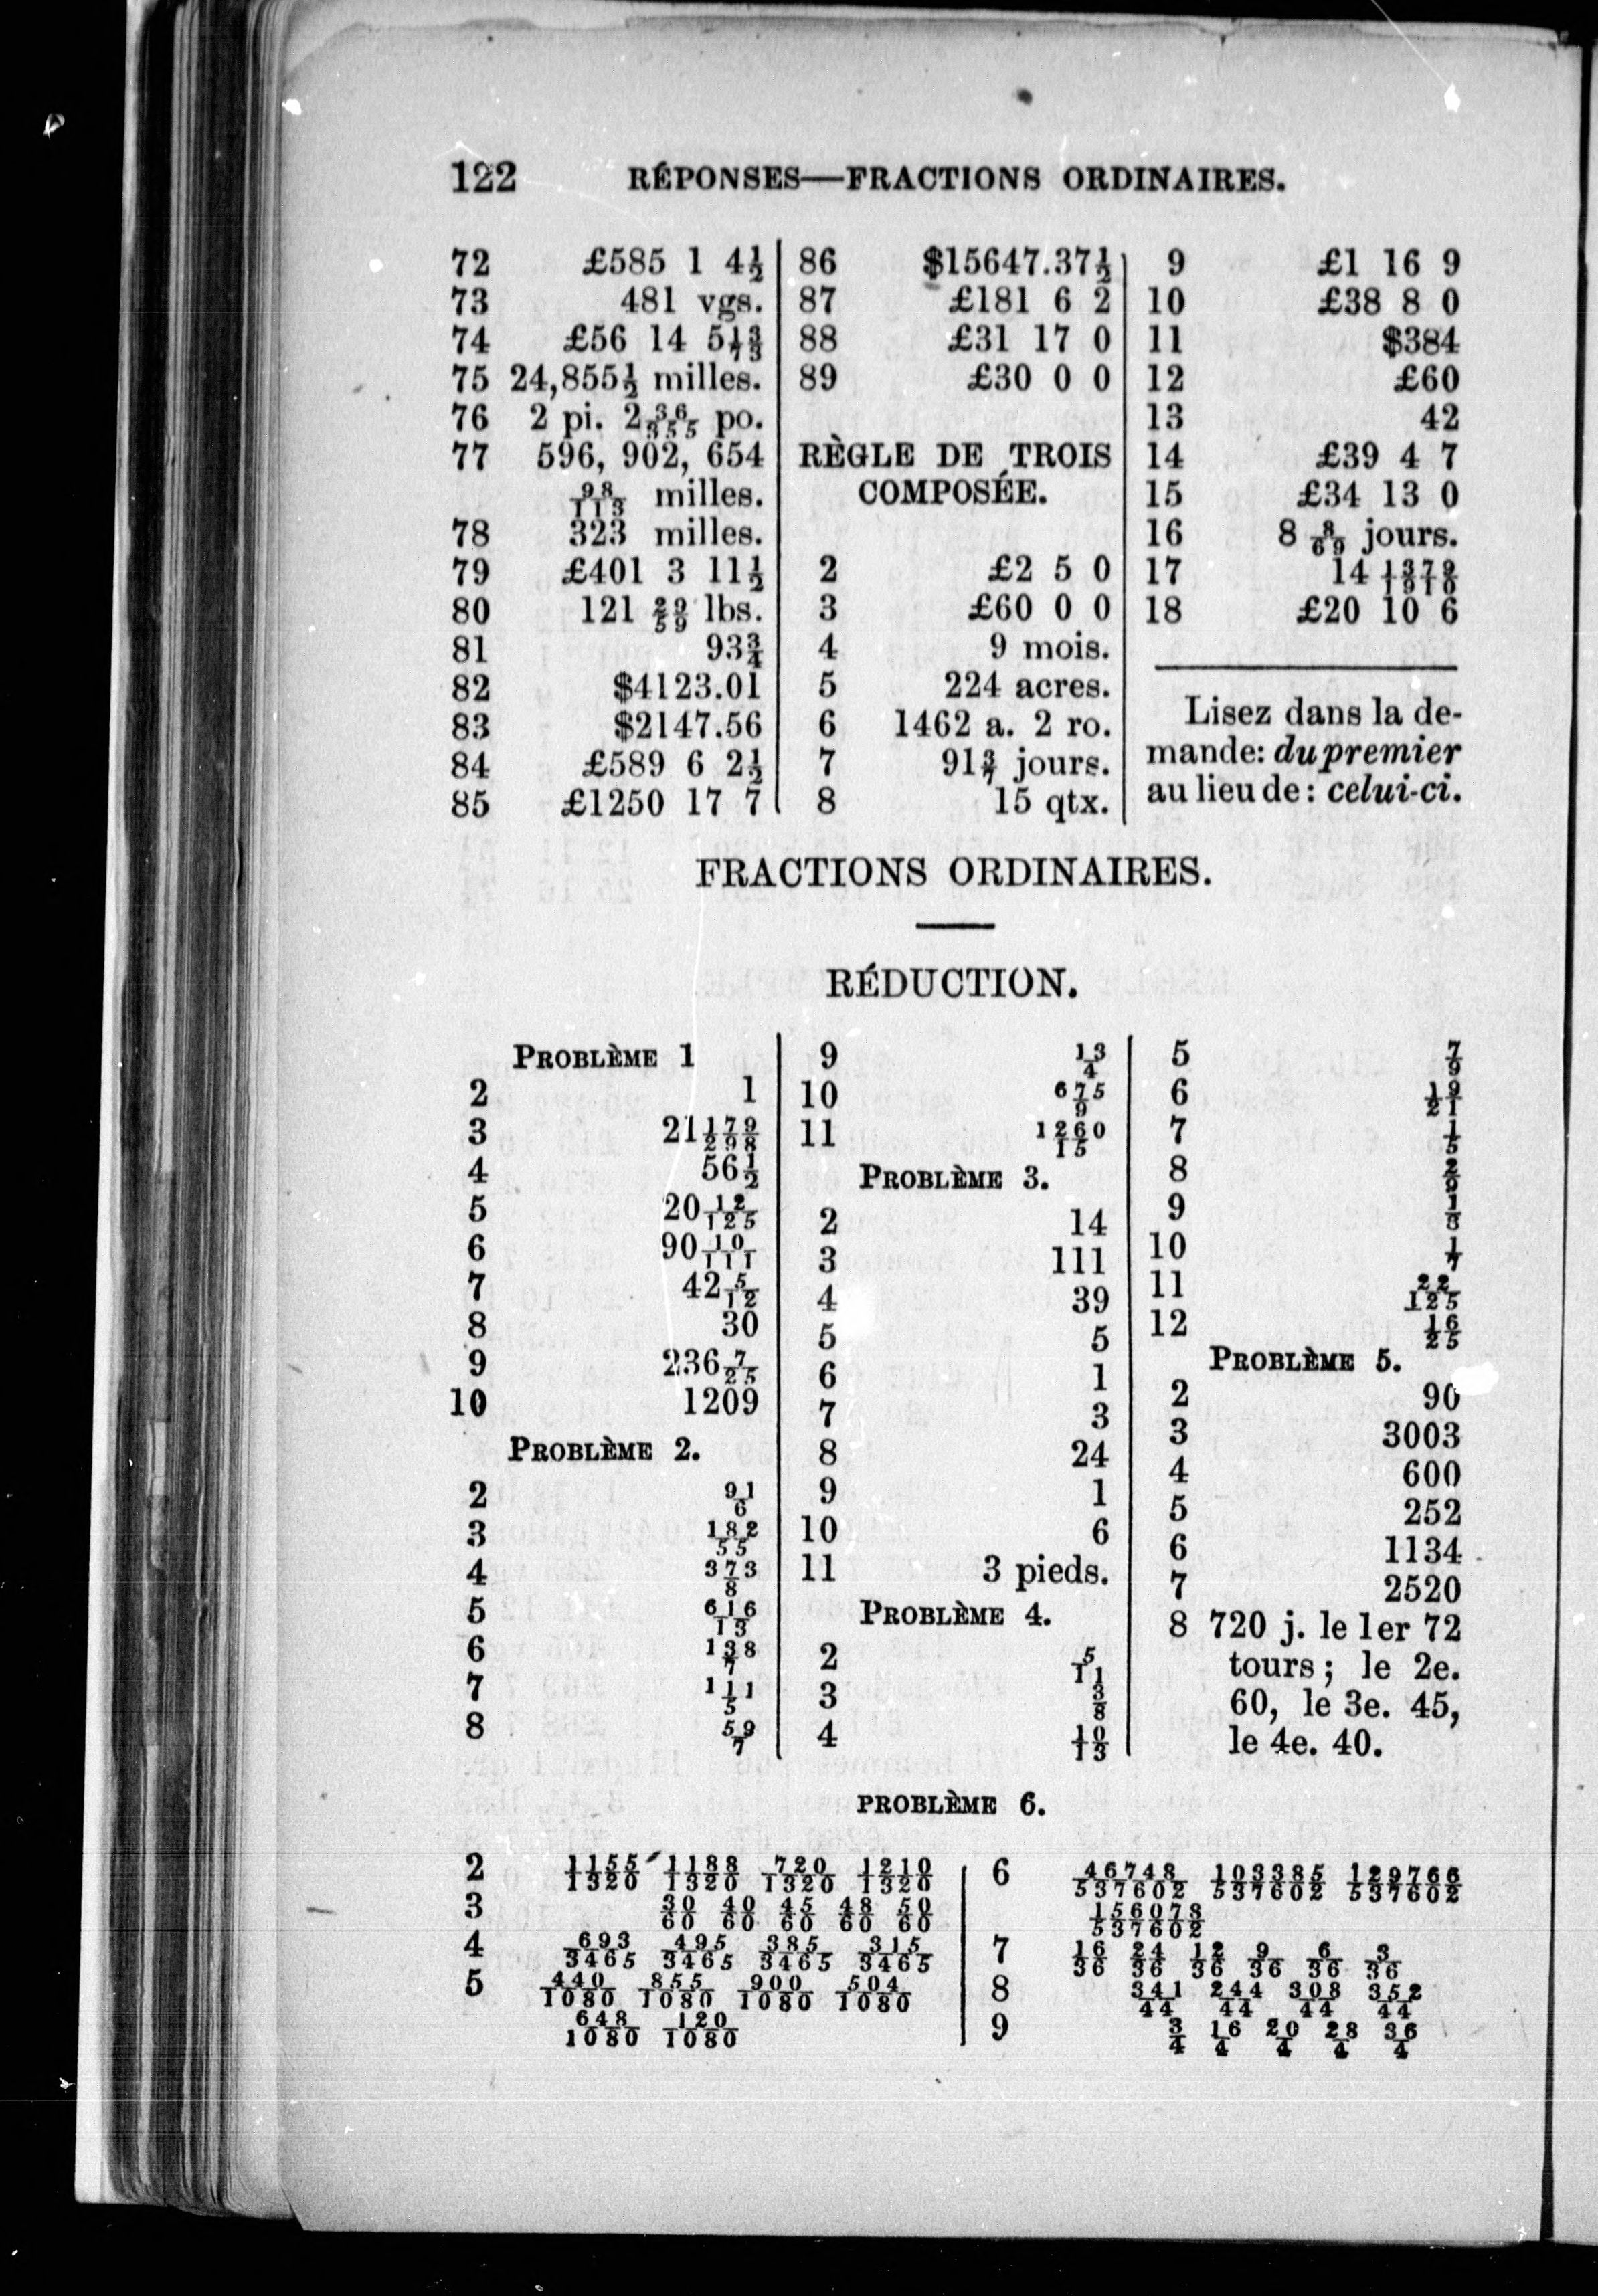 122 RÉPONSES—FRACTIONS ORDINAIRES.
72 £585 1 4½
73 481 vgs.
74 £56 14 5 13/73
75 24,855½ milles.
76 2 pi. 2 36/355 po.
77 596, 902, 654
98/113 milles.
78 323 milles.
79 £401 3 11½
80 121 29/59 lbs.
81 93¾
82 $4123.01
83 $2147.56
84 £589 6 2½
85 £1250 17 7
86 $15647.37½
87 £181 6 2
88 £31 17 0
89 £30 0 0
RÈGLE DE TROIS
COMPOSÉE.
2 £2 5 0
3 £60 0 0
4 9 mois.
5 224 acres.
6 1462 a. 2 ro.
7 91 3/7 jours.
8 15 qtx.
9 £1 16 9
10 £38 8 0
11 $384
12 £60
13 42
14 £39 4 7
15 £34 13 0
16 8 8/69 jours.
17 14 1379/1910
18 £20 10 6
Lisez dans la de-
mande: du premier
au lieu de : celui-ci.
FRACTIONS ORDINAIRES.
RÉDUCTION.
PROBLÈME 1
2 1
3 21 179/298
4 56½
5 20 12/125
6 90 10/111
7 42 5/12
8 30
9 236 7/25
10 1209
PROBLÈME 2.
2 91/6
3 182/55
4 373/8
5 616/13
6 138/7
7 111/5
8 59/7
9 13/4
10 675/9
11 1260/15
PROBLÈME 3.
2 14
3 111
4 39
5 5
6 1
7 3
8 24
9 1
10 6
11 3 pieds.
PROBLÈME 4.
2 5/11
3 3/8
4 10/13
5 7/9
6 19/21
7 1/5
8 2/9
9 1/8
10 1/7
11 22/125
12 16/25
PROBLÈME 5.
2 90
3 3003
4 600
5 252
6 1134
7 2520
8 720 j. le 1er 72
tours ; le 2e.
60, le 3e. 45,
le 4e. 40.
PROBLÈME 6.
2 1155/1320 1188/1320 720/1320 1210/1320
3 30/60 40/60 45/60 48/60 50/60
4 693/3465 495/3465 385/3465 315/3465
5 440/1080 855/1080 900/1080 504/1080
648/1080 120/1080
6 46748/537602 103385/537602 129766/537602
156078/537602
7 16/36 24/36 12/36 9/36 6/36 3/36
8 341/44 244/44 308/44 352/44
9 3/4 16/4 20/4 28/4 36/4